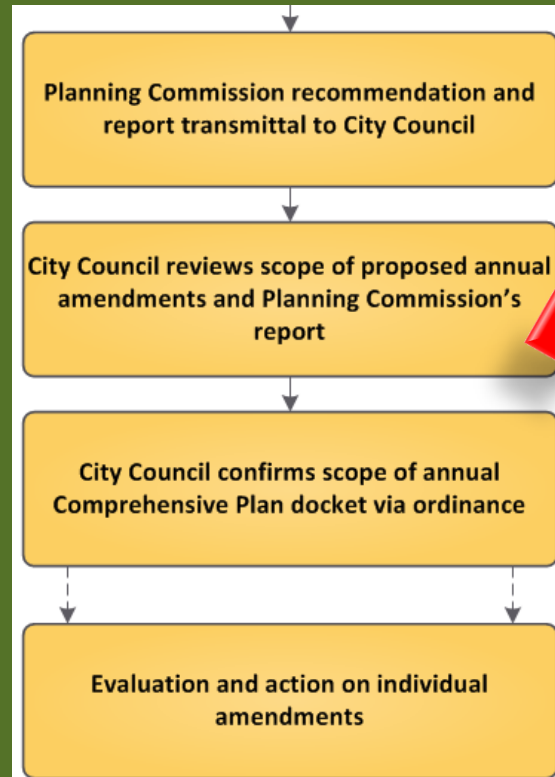 Planning Commission recommendation and
report transmittal to City Council
City Council reviews scope of proposed annual
amendments and Planning Commission's
report
City Council confirms scope of annual
Comprehensive Plan docket via ordinance
Evaluation and action on individual
amendments